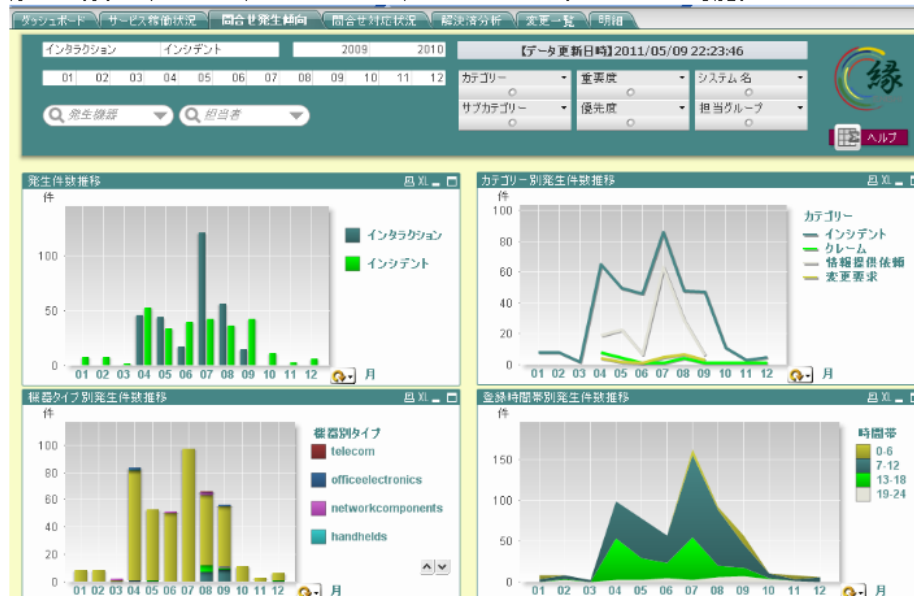 ダッシュボード サービス稼働状況 問合せ発生傾向 問合せ対応状況 解決済分析 変更一覧 明細
インタラクション インシデント 2009 2010 【データ更新日時】2011/05/09 22:23:46
01 02 03 04 05 06 07 08 09 10 11 12 カテゴリー 重要度 システム名
発生機器 担当者 サブカテゴリー 優先度 担当グループ
縁
ヘルプ
発生件数推移 XL
件
100
50
0
01 02 03 04 05 06 07 08 09 10 11 12 月
インタラクション
インシデント
カテゴリー別発生件数推移 XL
件
100
80
60
40
20
0
01 02 03 04 05 06 07 08 09 10 11 12 月
カテゴリー
インシデント
クレーム
情報提供依頼
変更要求
機器タイプ別発生件数推移 XL
件
100
80
60
40
20
0
01 02 03 04 05 06 07 08 09 10 11 12 月
機器別タイプ
telecom
officeelectronics
networkcomponents
handhelds
登録時間帯別発生件数推移 XL
件
150
100
50
0
01 02 03 04 05 06 07 08 09 10 11 12 月
時間帯
0-6
7-12
13-18
19-24